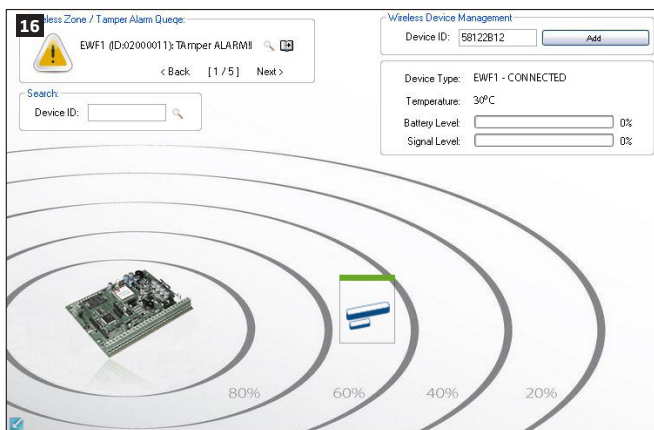 16
eless Zone / Tamper Alarm Queqe:
EWF1 (ID:02000011): TAmper ALARM!!
< Back [ 1 / 5 ] Next >
Search:
Device ID:
Wireless Device Management
Device ID: 58122B12 Add
Device Type: EWF1 - CONNECTED
Temperature: 30ºC
Battery Level: 0%
Signal Level: 0%
80% 60% 40% 20%